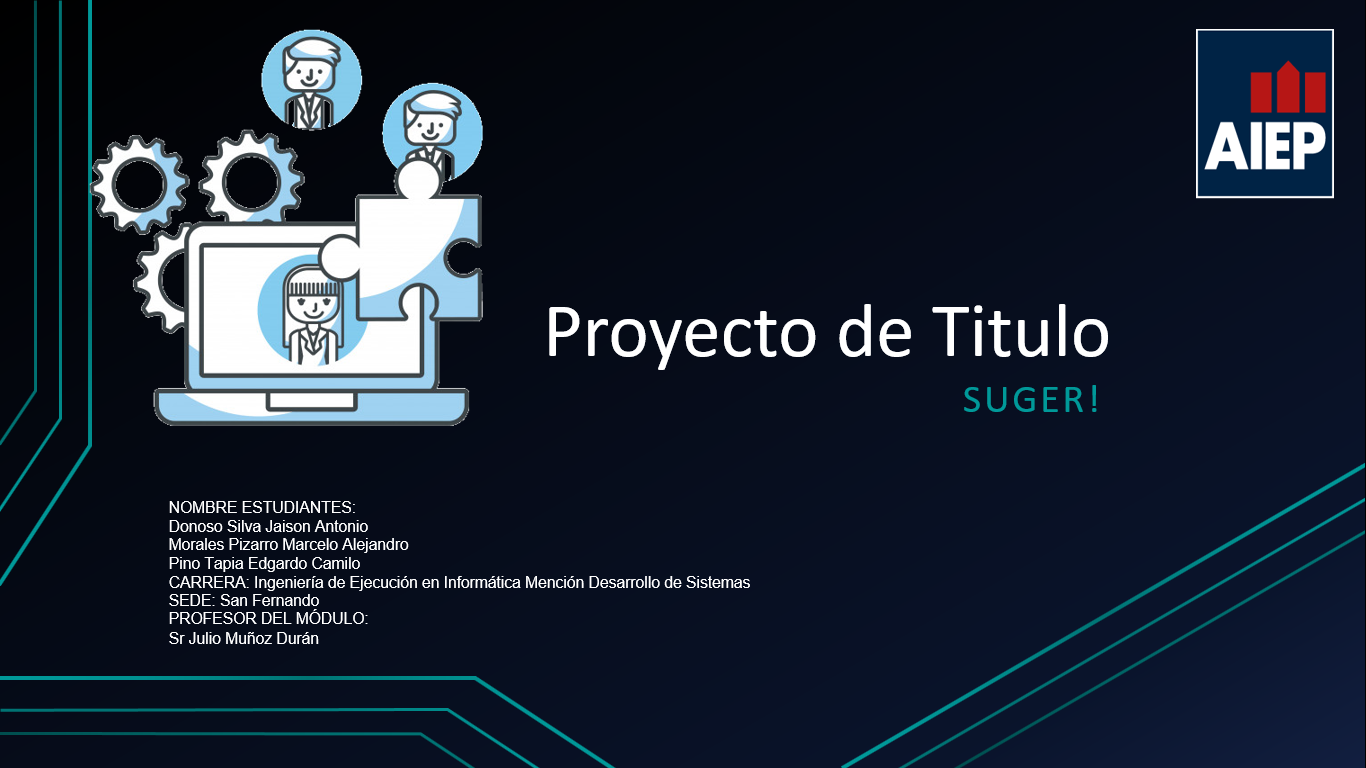 AIEP
Proyecto de Titulo
SUGER!
NOMBRE ESTUDIANTES:
Donoso Silva Jaison Antonio
Morales Pizarro Marcelo Alejandro
Pino Tapia Edgardo Camilo
CARRERA: Ingeniería de Ejecución en Informática Mención Desarrollo de Sistemas
SEDE: San Fernando
PROFESOR DEL MÓDULO:
Sr Julio Muñoz Durán